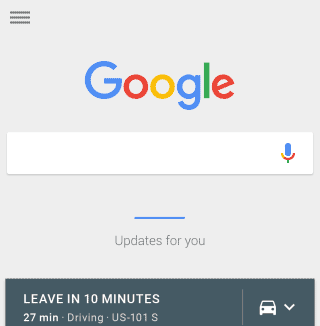 Google
Updates for you
LEAVE IN 10 MINUTES
27 min · Driving · US-101 S